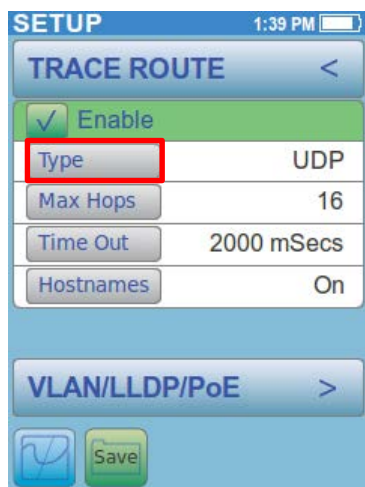 SETUP 1:39 PM
TRACE ROUTE <
Enable
Type UDP
Max Hops 16
Time Out 2000 mSecs
Hostnames On
VLAN/LLDP/PoE >
Save